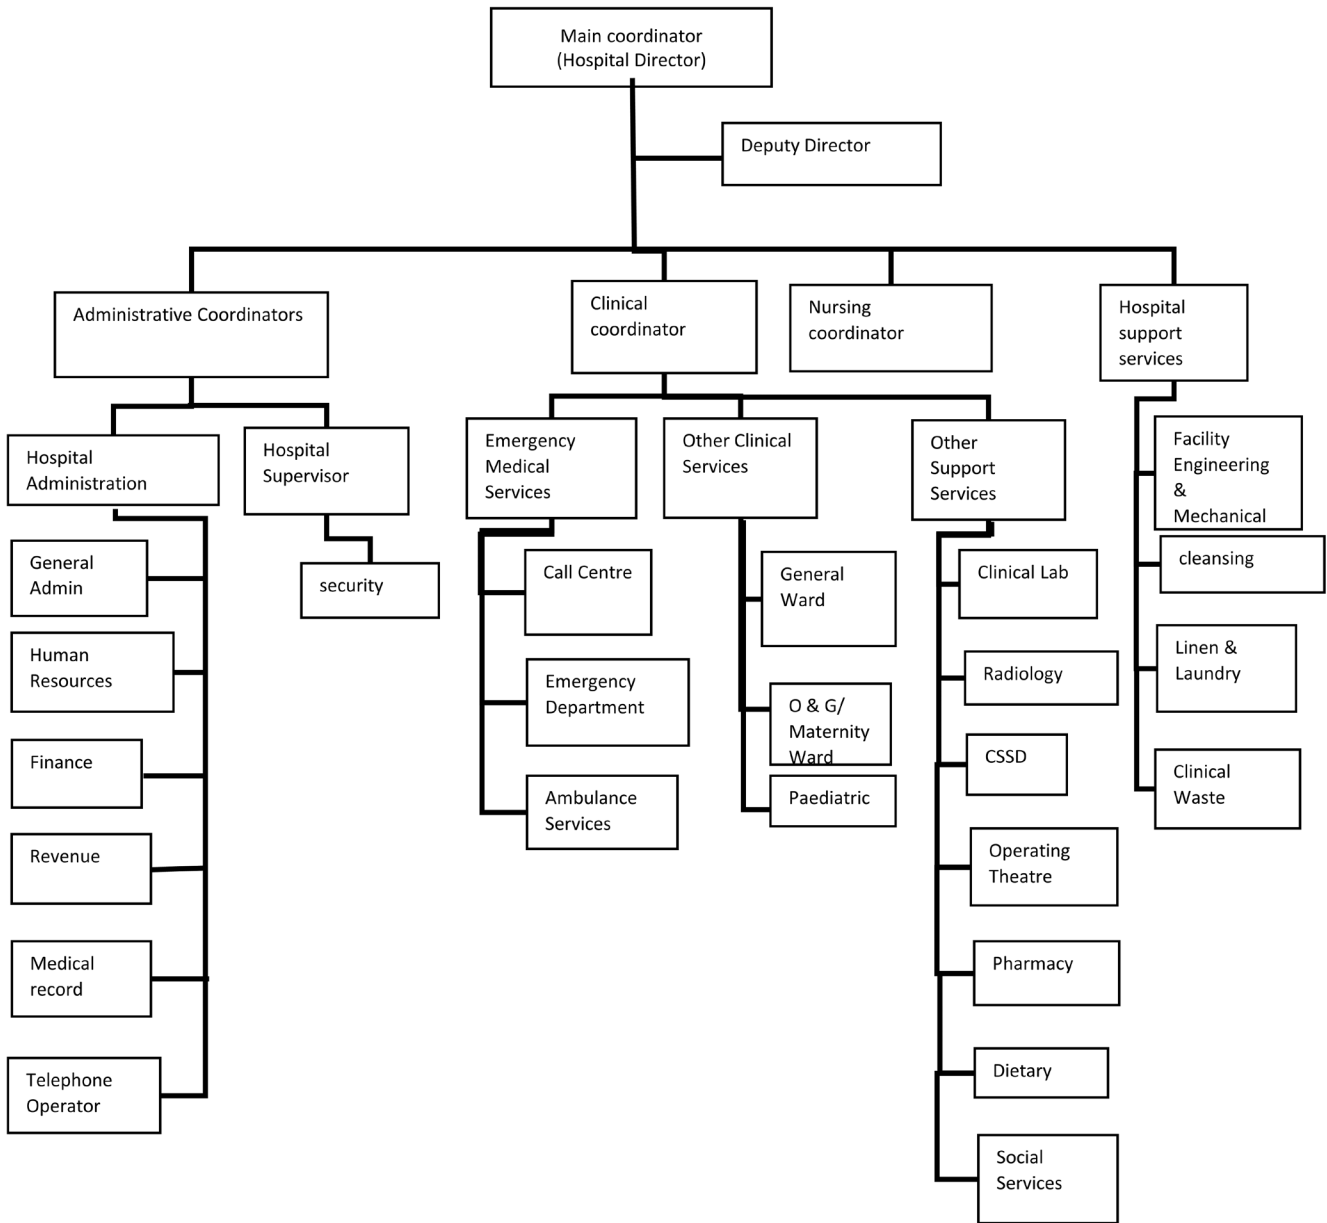 Main coordinator
(Hospital Director)
Deputy Director
Administrative Coordinators
Clinical
coordinator
Nursing
coordinator
Hospital
support
services
Hospital
Administration
Hospital
Supervisor
Emergency
Medical
Services
Other Clinical
Services
Other
Support
Services
Facility
Engineering
&
Mechanical
General
Admin
security
Call Centre
General
Ward
Clinical Lab
cleansing
Human
Resources
Emergency
Department
O & G/
Maternity
Ward
Radiology
Linen &
Laundry
Finance
Ambulance
Services
Paediatric
CSSD
Clinical
Waste
Revenue
Operating
Theatre
Medical
record
Pharmacy
Telephone
Operator
Dietary
Social
Services